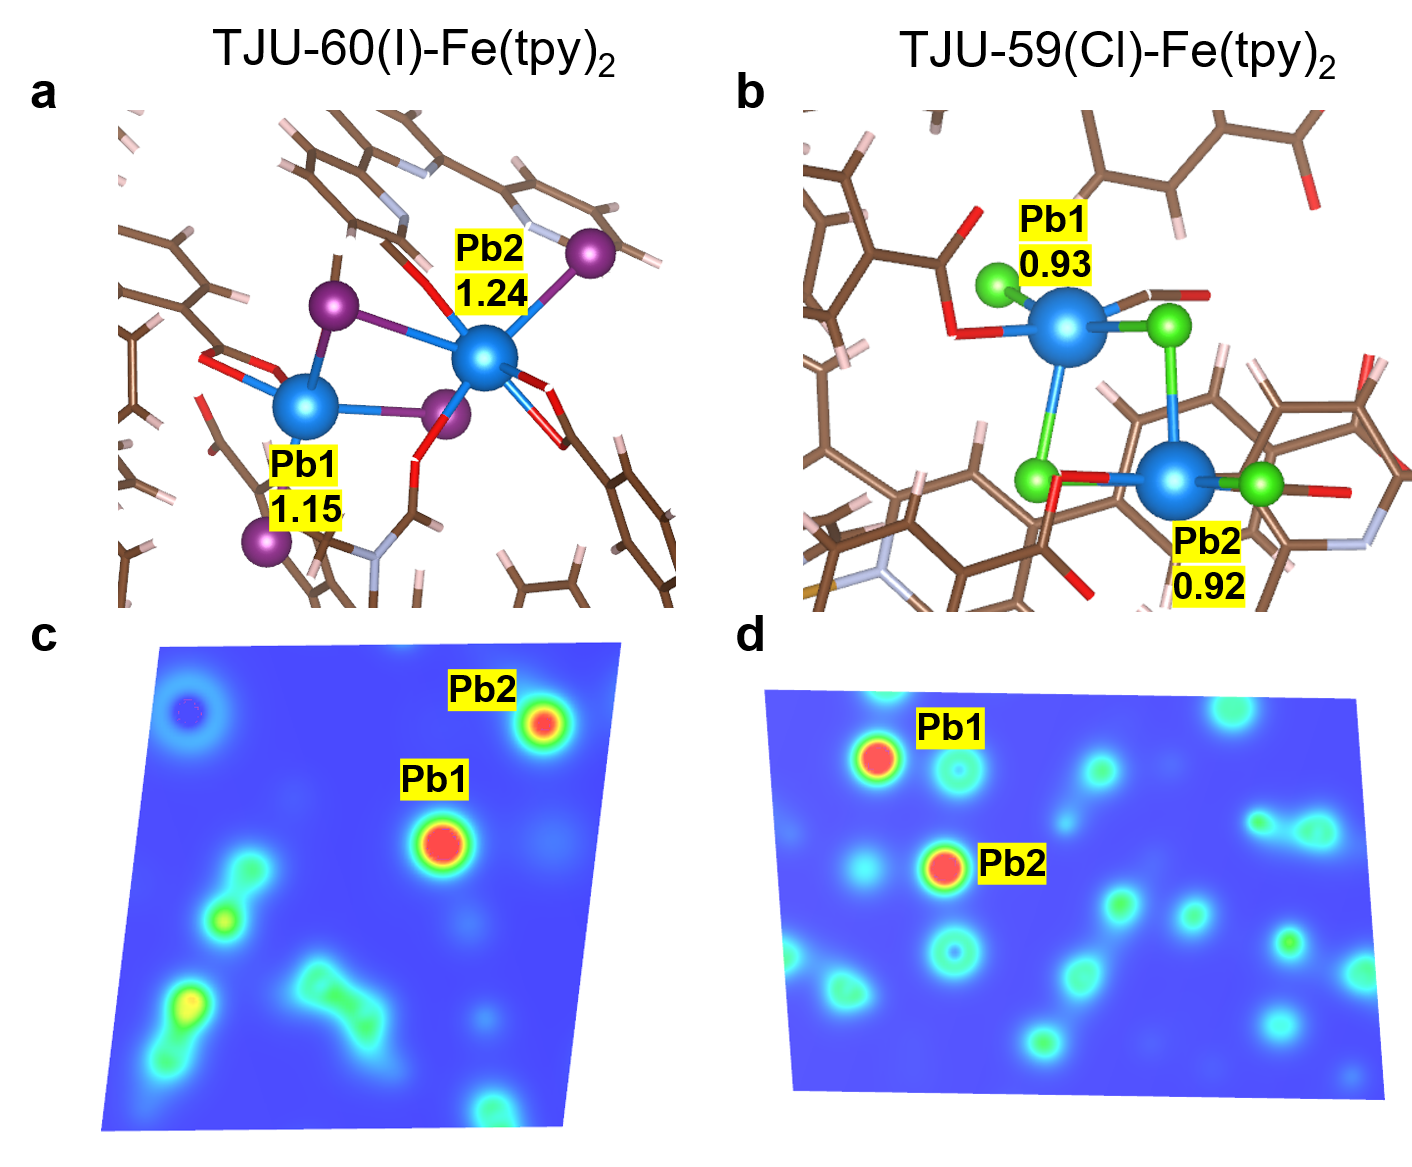 TJU-60(I)-Fe(tpy)₂
TJU-59(Cl)-Fe(tpy)₂
a
b
Pb2
1.24
Pb1
1.15
Pb1
0.93
Pb2
0.92
c
d
Pb2
Pb1
Pb1
Pb2